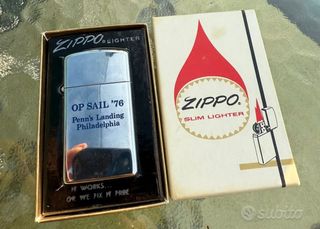 ZIPPO® LIGHTER
OP SAIL '76
Penn's Landing
Philadelphia
IT WORKS...
OR WE FIX IT FREE
ZIPPO®
SLIM LIGHTER
subito